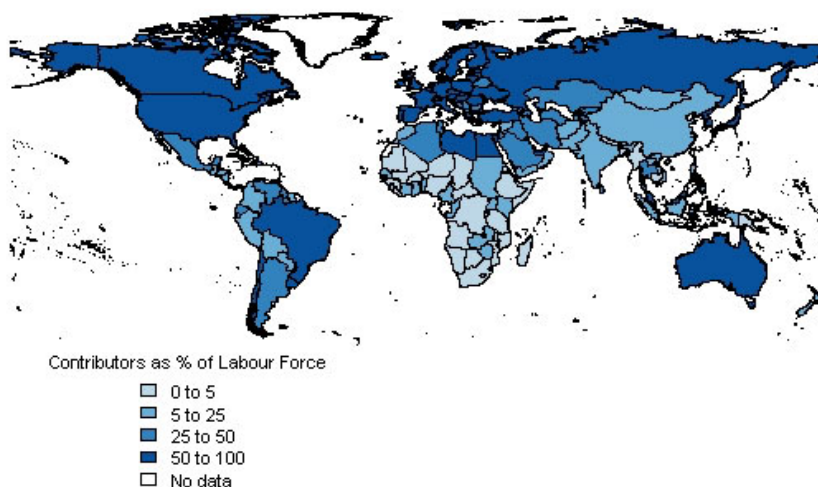 Contributors as % of Labour Force
0 to 5
5 to 25
25 to 50
50 to 100
No data